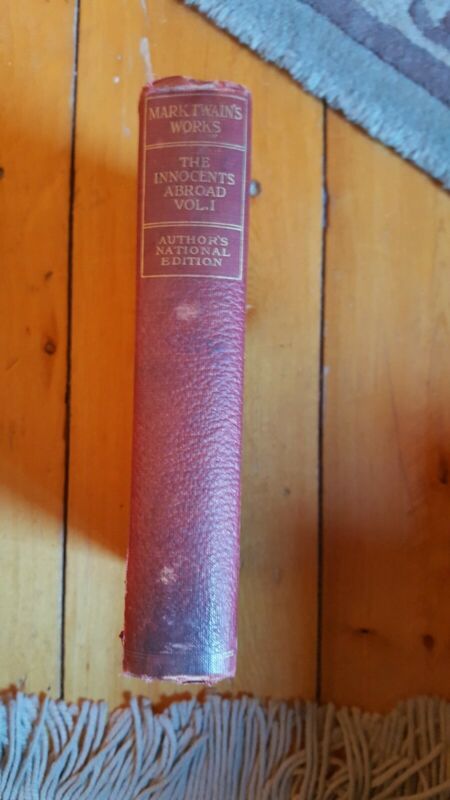 MARK TWAIN'S
WORKS
THE
INNOCENTS
ABROAD
VOL. I
AUTHOR'S
NATIONAL
EDITION